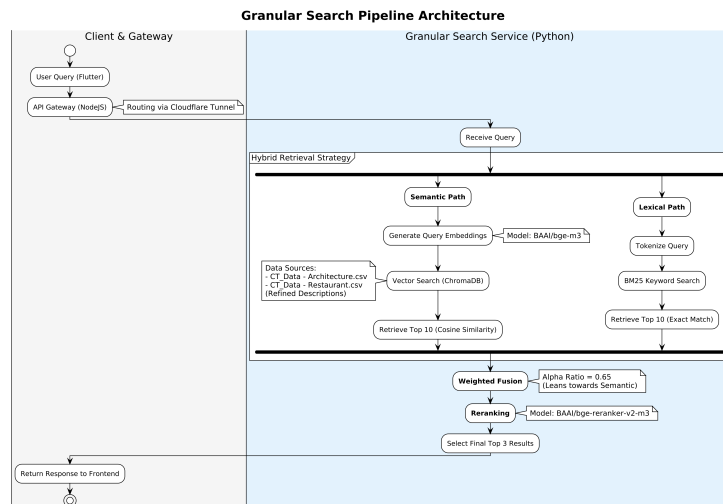 Granular Search Pipeline Architecture
Client & Gateway
Granular Search Service (Python)
User Query (Flutter)
API Gateway (NodeJS)
Routing via Cloudflare Tunnel
Receive Query
Hybrid Retrieval Strategy
Semantic Path
Generate Query Embeddings
Model: BAAI/bge-m3
Data Sources:
- CT_Data - Architecture.csv
- CT_Data - Restaurant.csv
(Refined Descriptions)
Vector Search (ChromaDB)
Retrieve Top 10 (Cosine Similarity)
Lexical Path
Tokenize Query
BM25 Keyword Search
Retrieve Top 10 (Exact Match)
Weighted Fusion
Alpha Ratio = 0.65
(Leans towards Semantic)
Reranking
Model: BAAI/bge-reranker-v2-m3
Select Final Top 3 Results
Return Response to Frontend